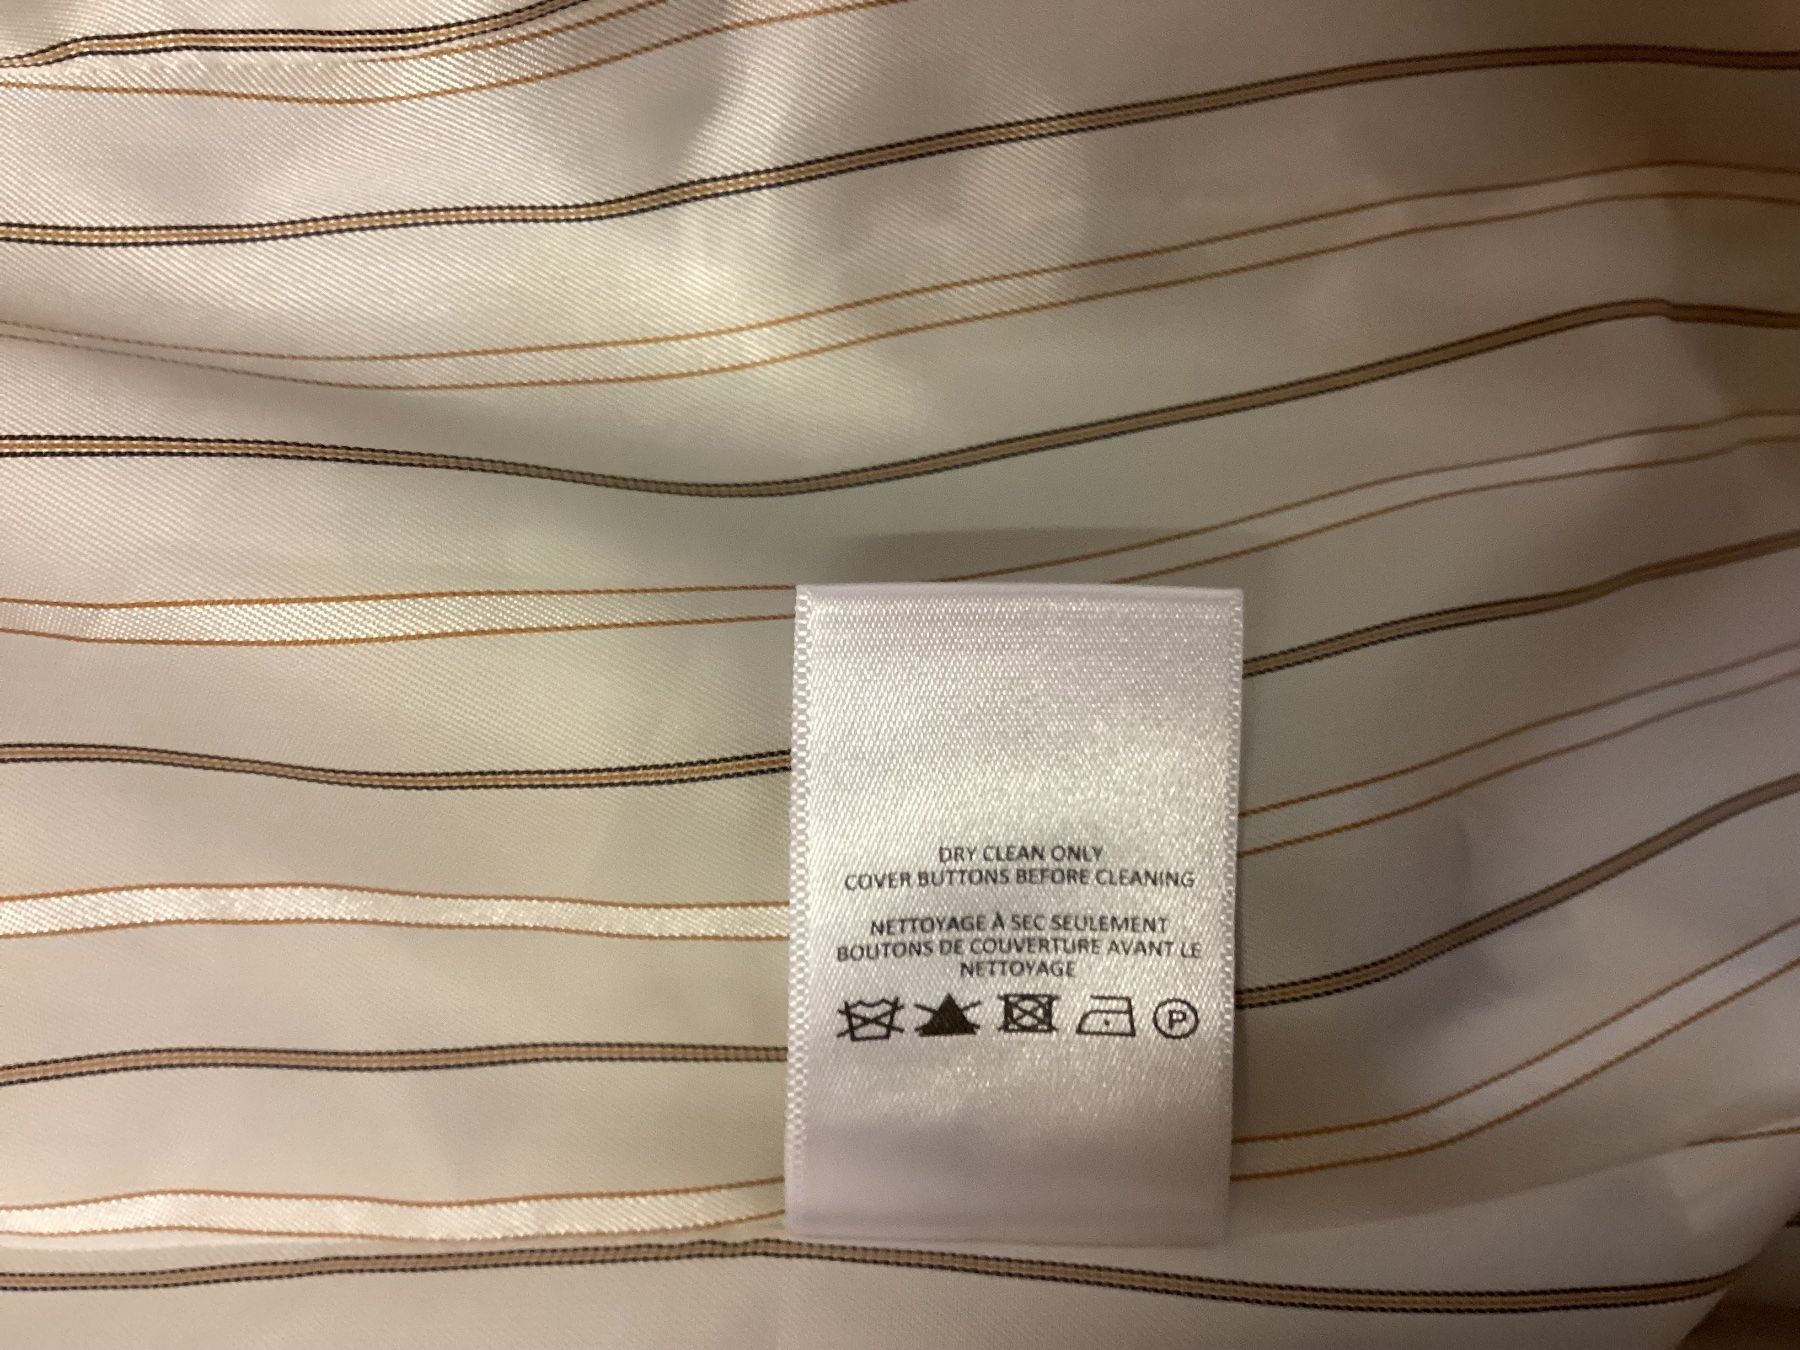 DRY CLEAN ONLY
COVER BUTTONS BEFORE CLEANING
NETTOYAGE À SEC SEULEMENT
BOUTONS DE COUVERTURE AVANT LE
NETTOYAGE
P